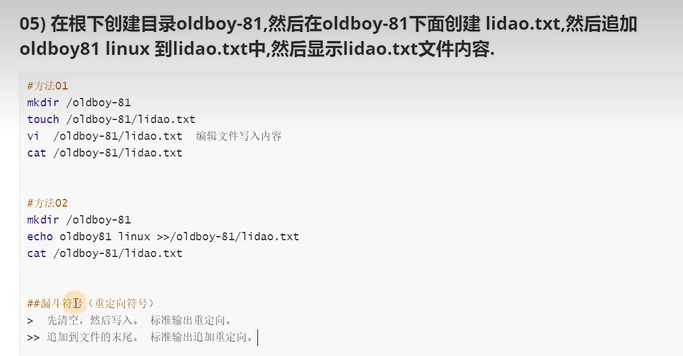 05) 在根下创建目录oldboy-81,然后在oldboy-81下面创建 lidao.txt,然后追加
oldboy81 linux 到lidao.txt中,然后显示lidao.txt文件内容.
#方法01
mkdir /oldboy-81
touch /oldboy-81/lidao.txt
vi  /oldboy-81/lidao.txt  编辑文件写入内容
cat /oldboy-81/lidao.txt
#方法02
mkdir /oldboy-81
echo oldboy81 linux >>/oldboy-81/lidao.txt
cat /oldboy-81/lidao.txt
##漏斗符号（重定向符号）
>  先清空，然后写入。 标准输出重定向。
>> 追加到文件的末尾。 标准输出追加重定向。